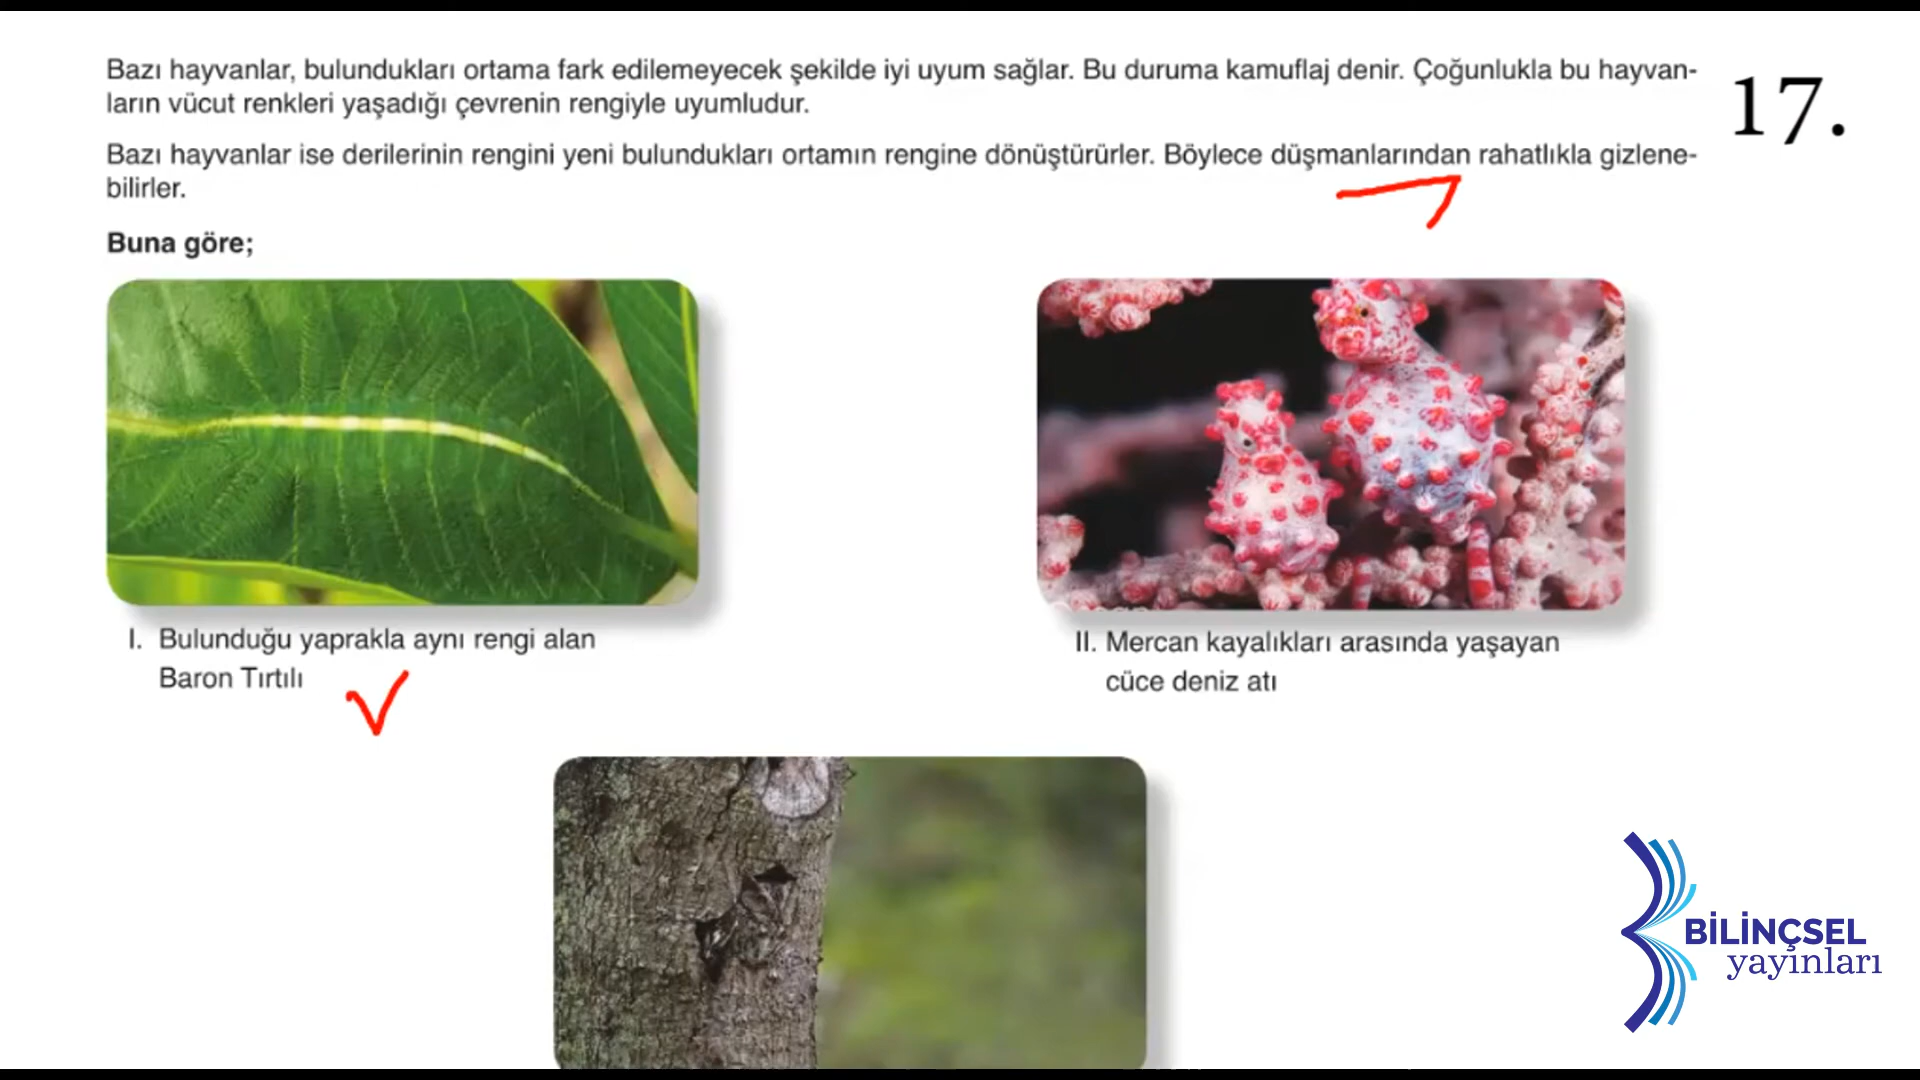 Bazı hayvanlar, bulundukları ortama fark edilemeyecek şekilde iyi uyum sağlar. Bu duruma kamuflaj denir. Çoğunlukla bu hayvan-
ların vücut renkleri yaşadığı çevrenin rengiyle uyumludur.
17.
Bazı hayvanlar ise derilerinin rengini yeni bulundukları ortamın rengine dönüştürürler. Böylece düşmanlarından rahatlıkla gizlene-
bilirler.
Buna göre;
I. Bulunduğu yaprakla aynı rengi alan
Baron Tırtılı
II. Mercan kayalıkları arasında yaşayan
cüce deniz atı
BİLİNÇSEL
yayınları